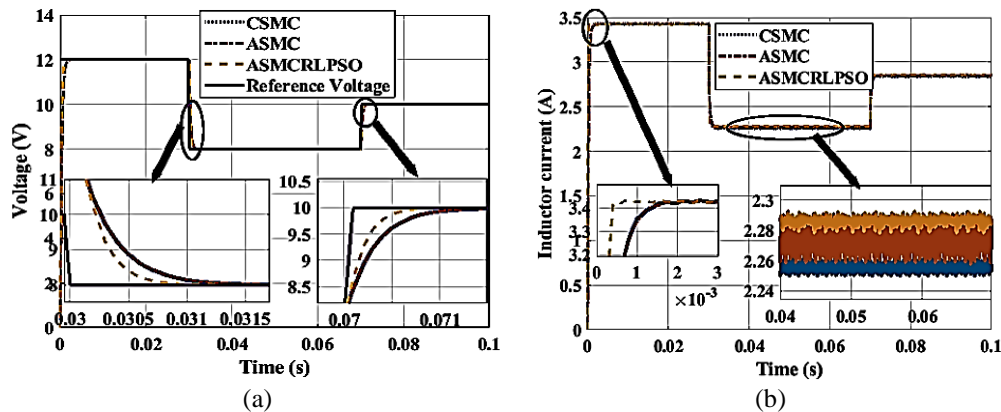 CSMC
ASMC
ASMCRLPSO
Reference Voltage
Voltage (V)
14
12
10
8
6
4
2
0
11
10
9
8
0.03 0.0305 0.031 0.0315
10.5
10
9.5
9
8.5
0.07 0.071
0 0.02 0.04 0.06 0.08 0.1
Time (s)
(a)
CSMC
ASMC
ASMCRLPSO
Inductor current (A)
3.5
3
2.5
2
1.5
1
0.5
0
3.4
3.3
3.2
0 1 2 3
×10⁻³
2.3
2.28
2.26
2.24
0.04 0.05 0.06
0 0.02 0.04 0.06 0.08 0.1
Time (s)
(b)